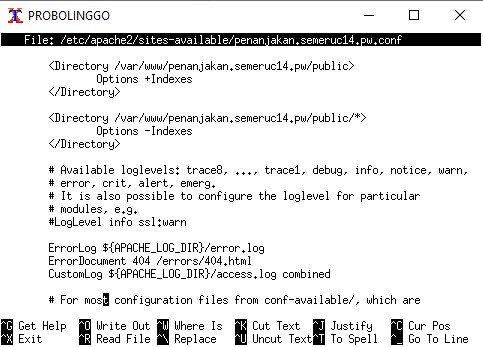 PROBOLINGGO
File: /etc/apache2/sites-available/penanjakan.semeruc14.pw.conf
<Directory /var/www/penanjakan.semeruc14.pw/public>
Options +Indexes
</Directory>
<Directory /var/www/penanjakan.semeruc14.pw/public/*>
Options -Indexes
</Directory>
# Available loglevels: trace8, ..., trace1, debug, info, notice, warn,
# error, crit, alert, emerg.
# It is also possible to configure the loglevel for particular
# modules, e.g.
#LogLevel info ssl:warn
ErrorLog ${APACHE_LOG_DIR}/error.log
ErrorDocument 404 /errors/404.html
CustomLog ${APACHE_LOG_DIR}/access.log combined
# For most configuration files from conf-available/, which are
^G Get Help ^O Write Out ^W Where Is ^K Cut Text ^J Justify ^C Cur Pos
^X Exit ^R Read File ^\ Replace ^U Uncut Text ^T To Spell ^_ Go To Line